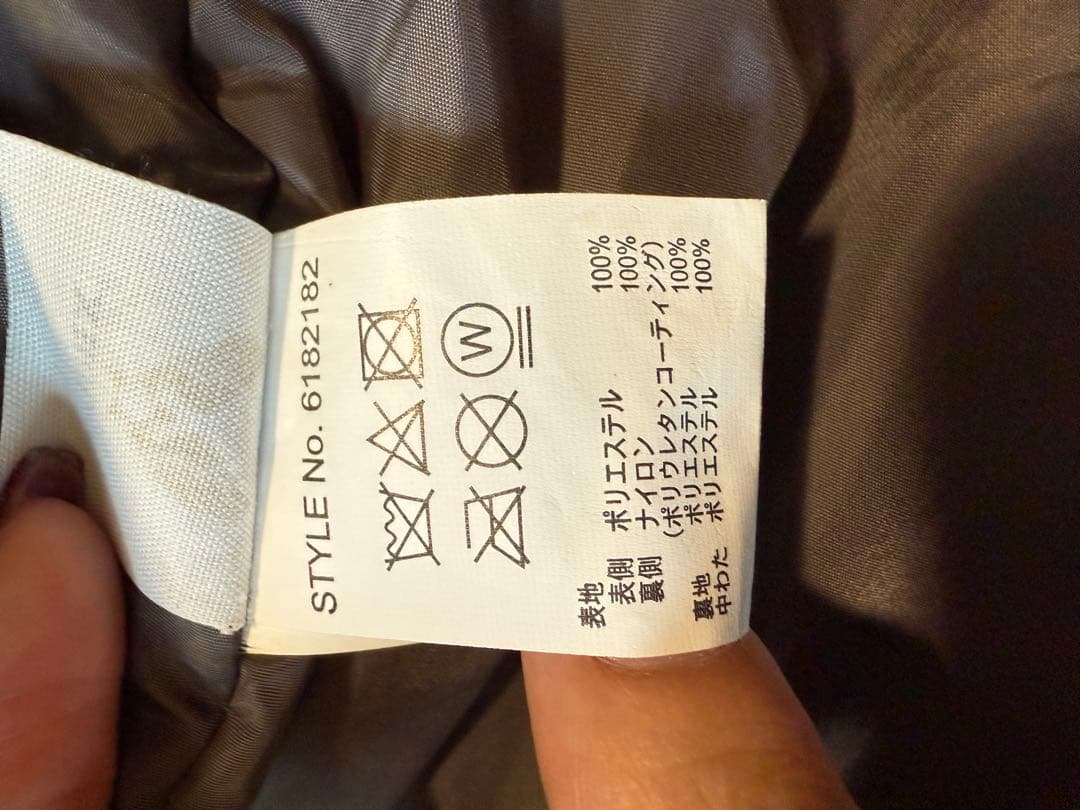 STYLE No. 6182182
W
表地
表側 ポリエステル 100%
裏側 ナイロン 100%
(ポリウレタンコーティング)
裏地 ポリエステル 100%
中わた ポリエステル 100%